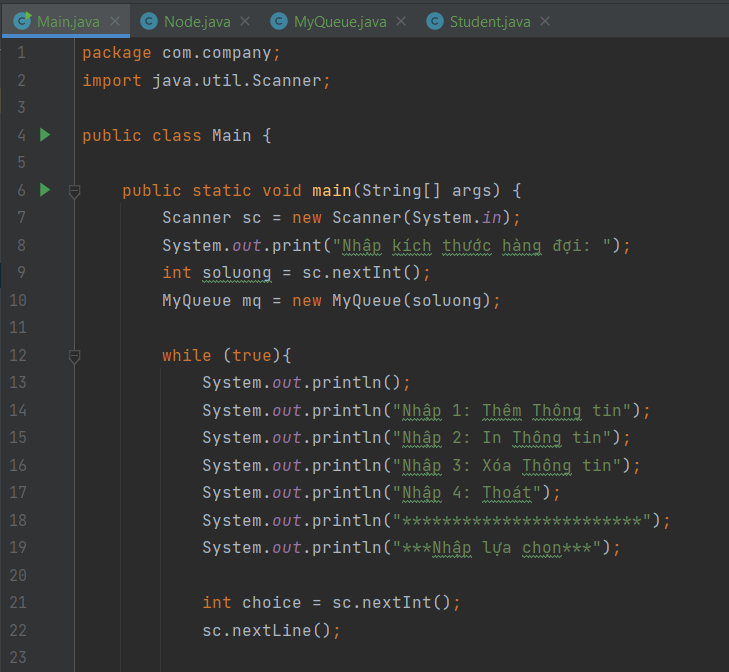 Main.java Node.java MyQueue.java Student.java
1 package com.company;
2 import java.util.Scanner;
3
4 public class Main {
5
6 public static void main(String[] args) {
7 Scanner sc = new Scanner(System.in);
8 System.out.print("Nhập kích thước hàng đợi: ");
9 int soluong = sc.nextInt();
10 MyQueue mq = new MyQueue(soluong);
11
12 while (true){
13 System.out.println();
14 System.out.println("Nhập 1: Thêm Thông tin");
15 System.out.println("Nhập 2: In Thông tin");
16 System.out.println("Nhập 3: Xóa Thông tin");
17 System.out.println("Nhập 4: Thoát");
18 System.out.println("************************");
19 System.out.println("***Nhập lựa chọn***");
20
21 int choice = sc.nextInt();
22 sc.nextLine();
23